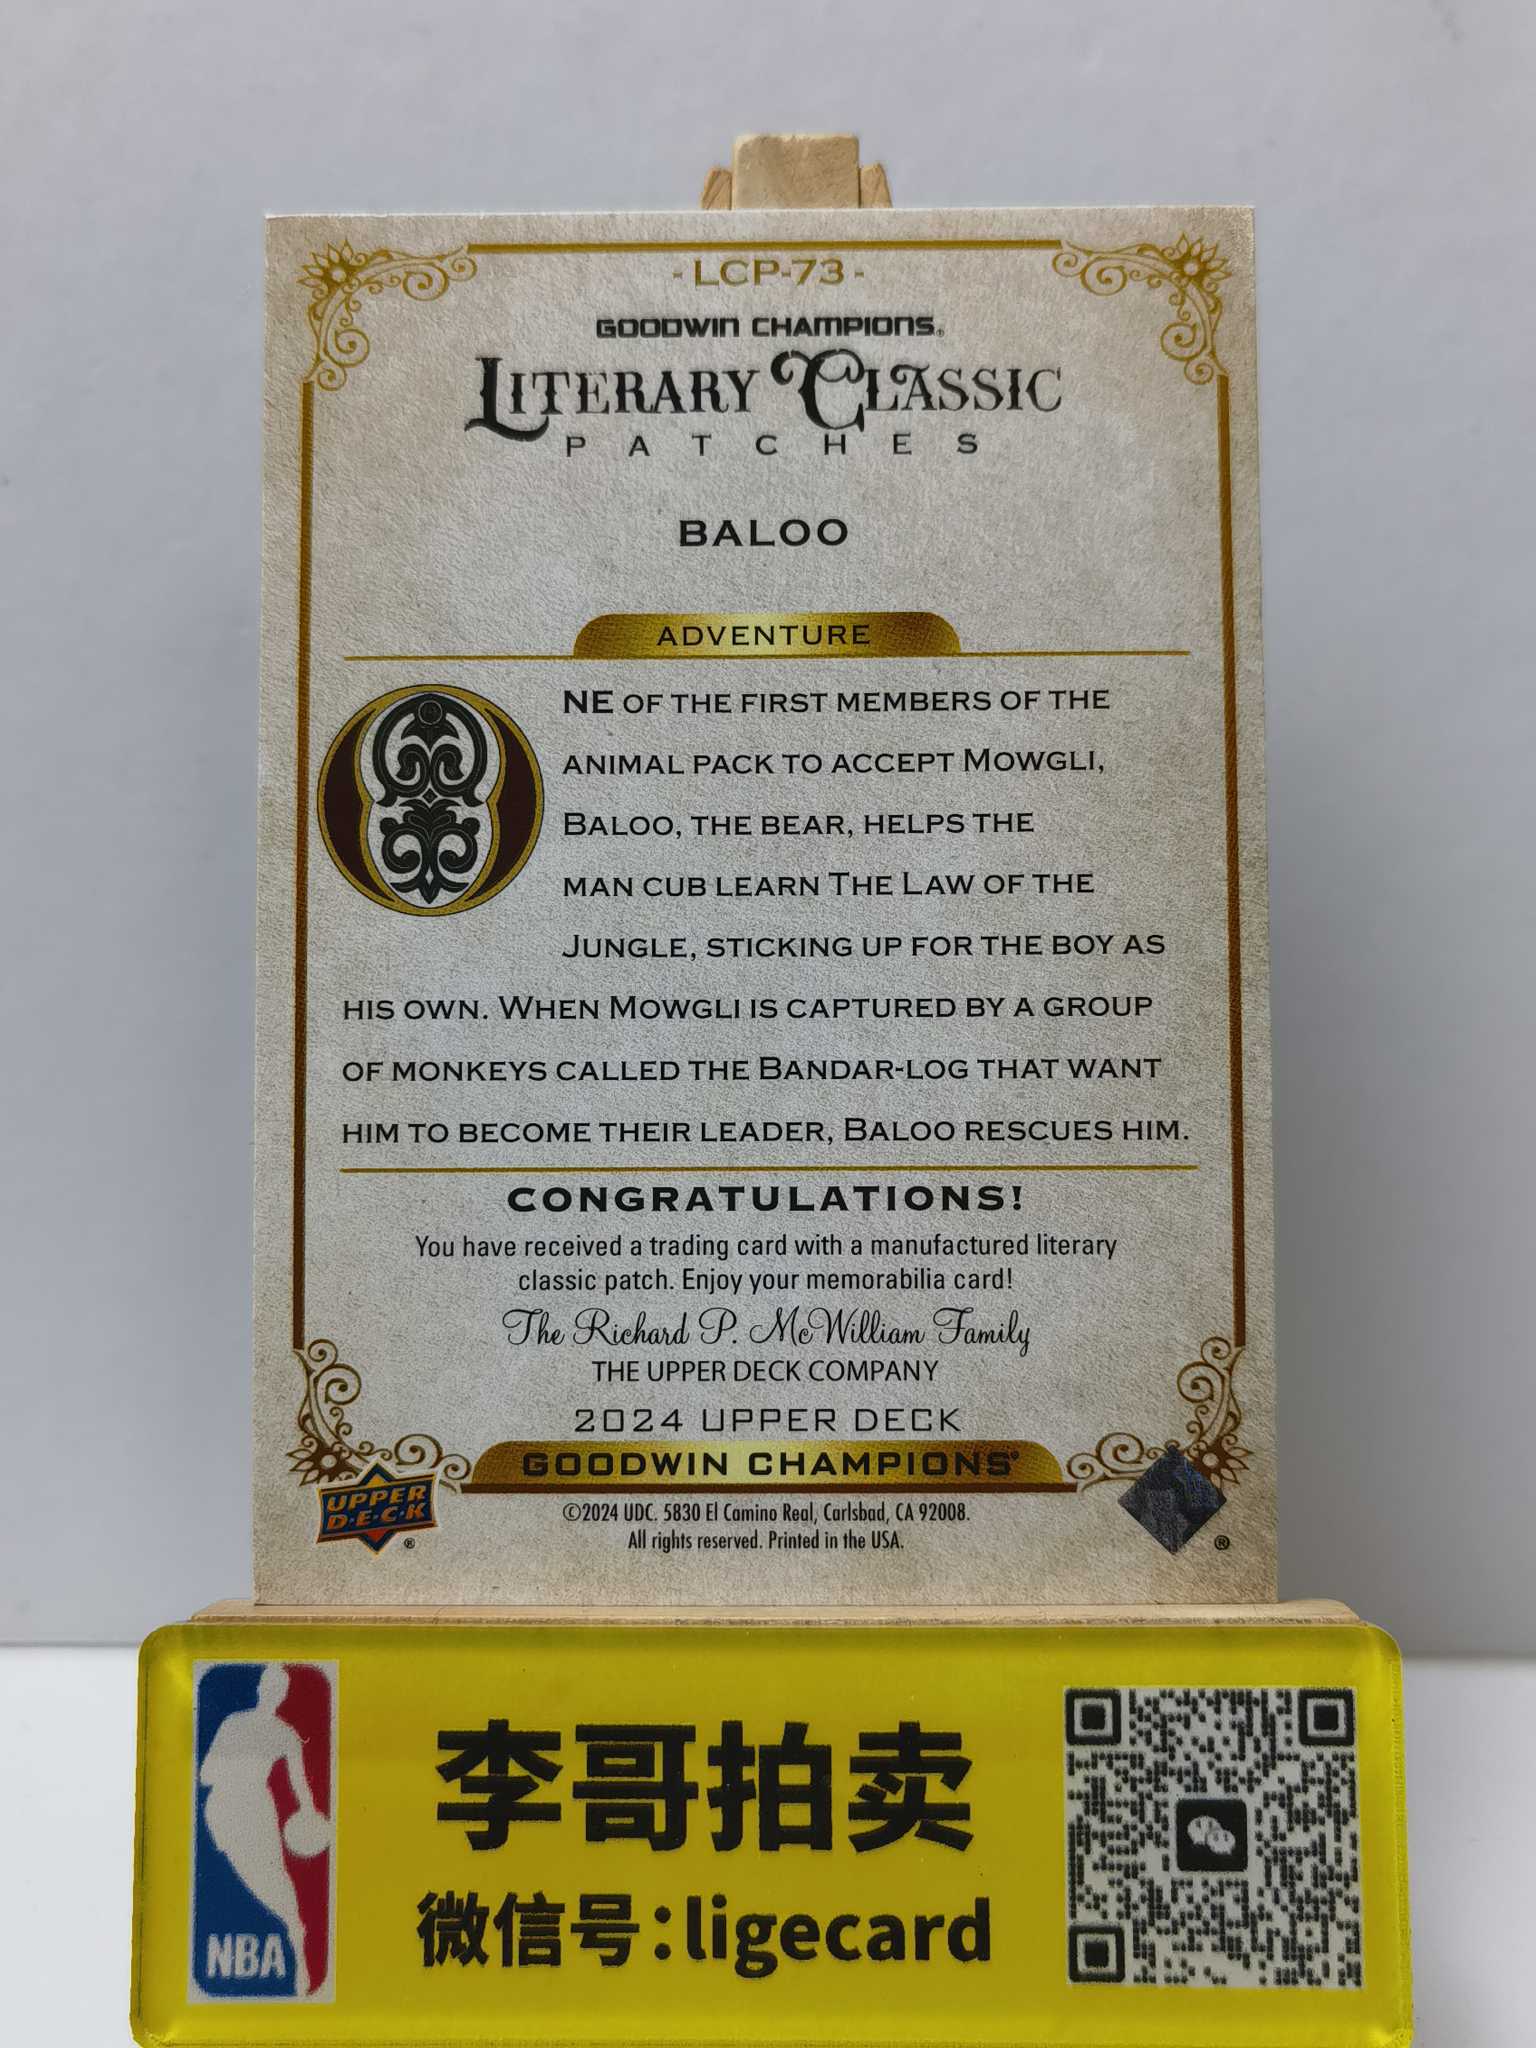 - LCP-73 -
GOODWIN CHAMPIONS®
LITERARY CLASSIC
PATCHES
BALOO
ADVENTURE
ONE OF THE FIRST MEMBERS OF THE
ANIMAL PACK TO ACCEPT MOWGLI,
BALOO, THE BEAR, HELPS THE
MAN CUB LEARN THE LAW OF THE
JUNGLE, STICKING UP FOR THE BOY AS
HIS OWN. WHEN MOWGLI IS CAPTURED BY A GROUP
OF MONKEYS CALLED THE BANDAR-LOG THAT WANT
HIM TO BECOME THEIR LEADER, BALOO RESCUES HIM.
CONGRATULATIONS!
You have received a trading card with a manufactured literary
classic patch. Enjoy your memorabilia card!
The Richard P. McWilliam Family
THE UPPER DECK COMPANY
2024 UPPER DECK
GOODWIN CHAMPIONS®
UPPER
D·E·C·K
®
©2024 UDC. 5830 El Camino Real, Carlsbad, CA 92008.
All rights reserved. Printed in the USA.
®
NBA
李哥拍卖
微信号:ligecard